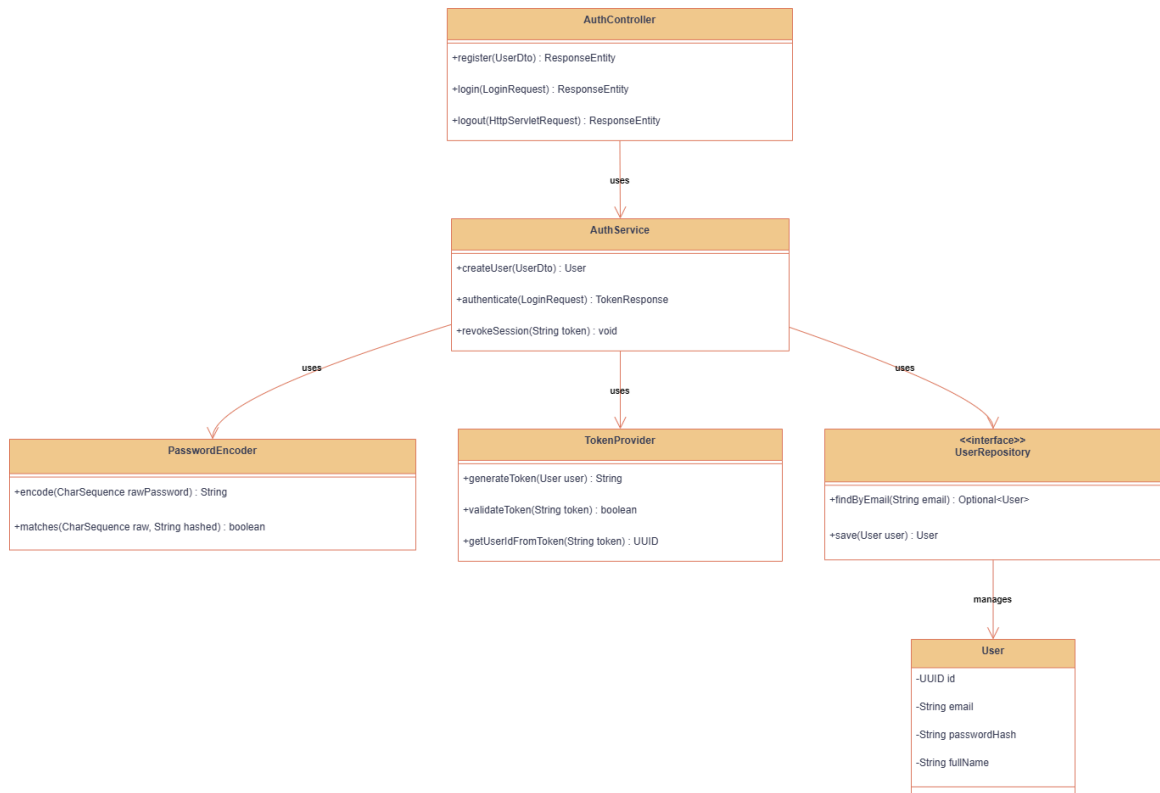 AuthController
+register(UserDto) : ResponseEntity
+login(LoginRequest) : ResponseEntity
+logout(HttpServletRequest) : ResponseEntity
uses
AuthService
+createUser(UserDto) : User
+authenticate(LoginRequest) : TokenResponse
+revokeSession(String token) : void
uses
uses
uses
PasswordEncoder
+encode(CharSequence rawPassword) : String
+matches(CharSequence raw, String hashed) : boolean
TokenProvider
+generateToken(User user) : String
+validateToken(String token) : boolean
+getUserIdFromToken(String token) : UUID
<<interface>>
UserRepository
+findByEmail(String email) : Optional<User>
+save(User user) : User
manages
User
-UUID id
-String email
-String passwordHash
-String fullName